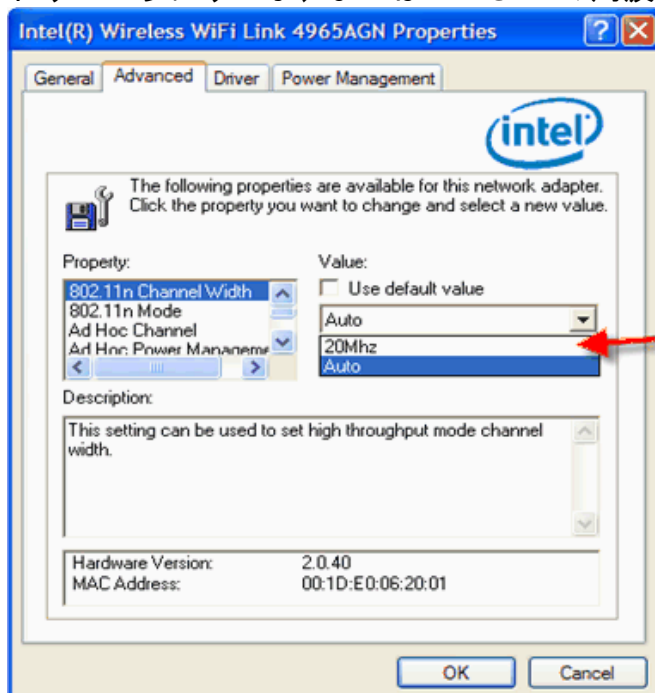 Intel(R) Wireless WiFi Link 4965AGN Properties
General Advanced Driver Power Management
intel
The following properties are available for this network adapter.
Click the property you want to change and select a new value.
Property:
802.11n Channel Width
802.11n Mode
Ad Hoc Channel
Ad Hoc Power Manageme
Value:
Use default value
Auto
20Mhz
Auto
Description:
This setting can be used to set high throughput mode channel
width.
Hardware Version: 2.0.40
MAC Address: 00:1D:E0:06:20:01
OK Cancel